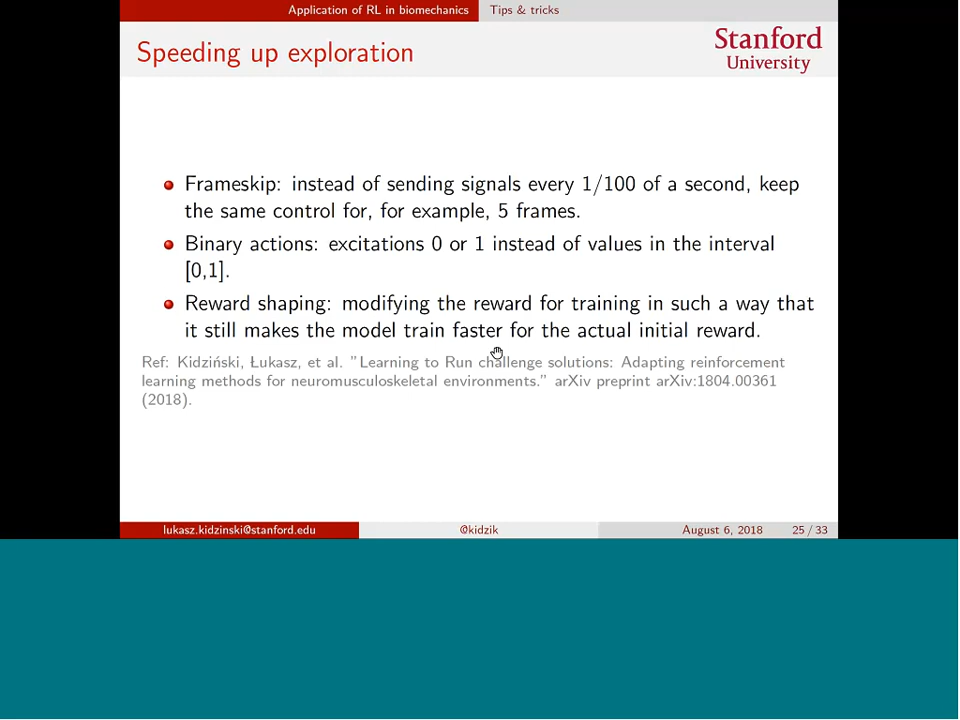 Application of RL in biomechanics Tips & tricks
Speeding up exploration
Stanford
University
Frameskip: instead of sending signals every 1/100 of a second, keep
the same control for, for example, 5 frames.
Binary actions: excitations 0 or 1 instead of values in the interval
[0,1].
Reward shaping: modifying the reward for training in such a way that
it still makes the model train faster for the actual initial reward.
Ref: Kidziński, Łukasz, et al. "Learning to Run challenge solutions: Adapting reinforcement
learning methods for neuromusculoskeletal environments." arXiv preprint arXiv:1804.00361
(2018).
lukasz.kidzinski@stanford.edu @kidzik August 6, 2018 25 / 33